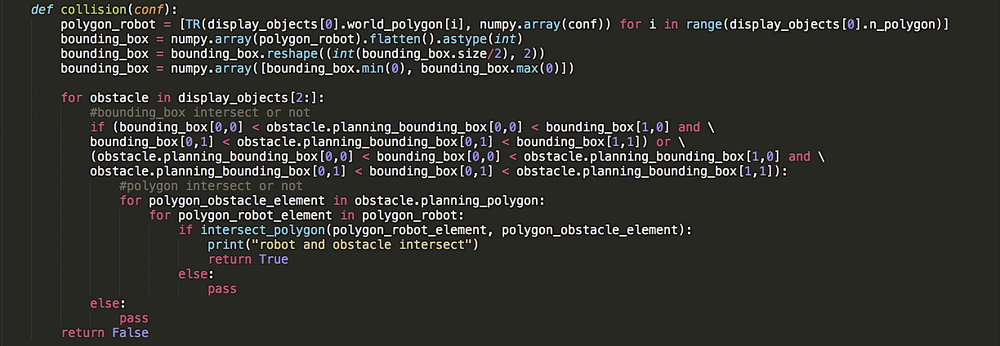 def collision(conf):
    polygon_robot = [TR(display_objects[0].world_polygon[i], numpy.array(conf)) for i in range(display_objects[0].n_polygon)]
    bounding_box = numpy.array(polygon_robot).flatten().astype(int)
    bounding_box = bounding_box.reshape((int(bounding_box.size/2), 2))
    bounding_box = numpy.array([bounding_box.min(0), bounding_box.max(0)])

    for obstacle in display_objects[2:]:
        #bounding_box intersect or not
        if (bounding_box[0,0] < obstacle.planning_bounding_box[0,0] < bounding_box[1,0] and \
        bounding_box[0,1] < obstacle.planning_bounding_box[0,1] < bounding_box[1,1]) or \
        (obstacle.planning_bounding_box[0,0] < bounding_box[0,0] < obstacle.planning_bounding_box[1,0] and \
        obstacle.planning_bounding_box[0,1] < bounding_box[0,1] < obstacle.planning_bounding_box[1,1]):
            #polygon intersect or not
            for polygon_obstacle_element in obstacle.planning_polygon:
                for polygon_robot_element in polygon_robot:
                    if intersect_polygon(polygon_robot_element, polygon_obstacle_element):
                        print("robot and obstacle intersect")
                        return True
                    else:
                        pass
        else:
            pass
    return False